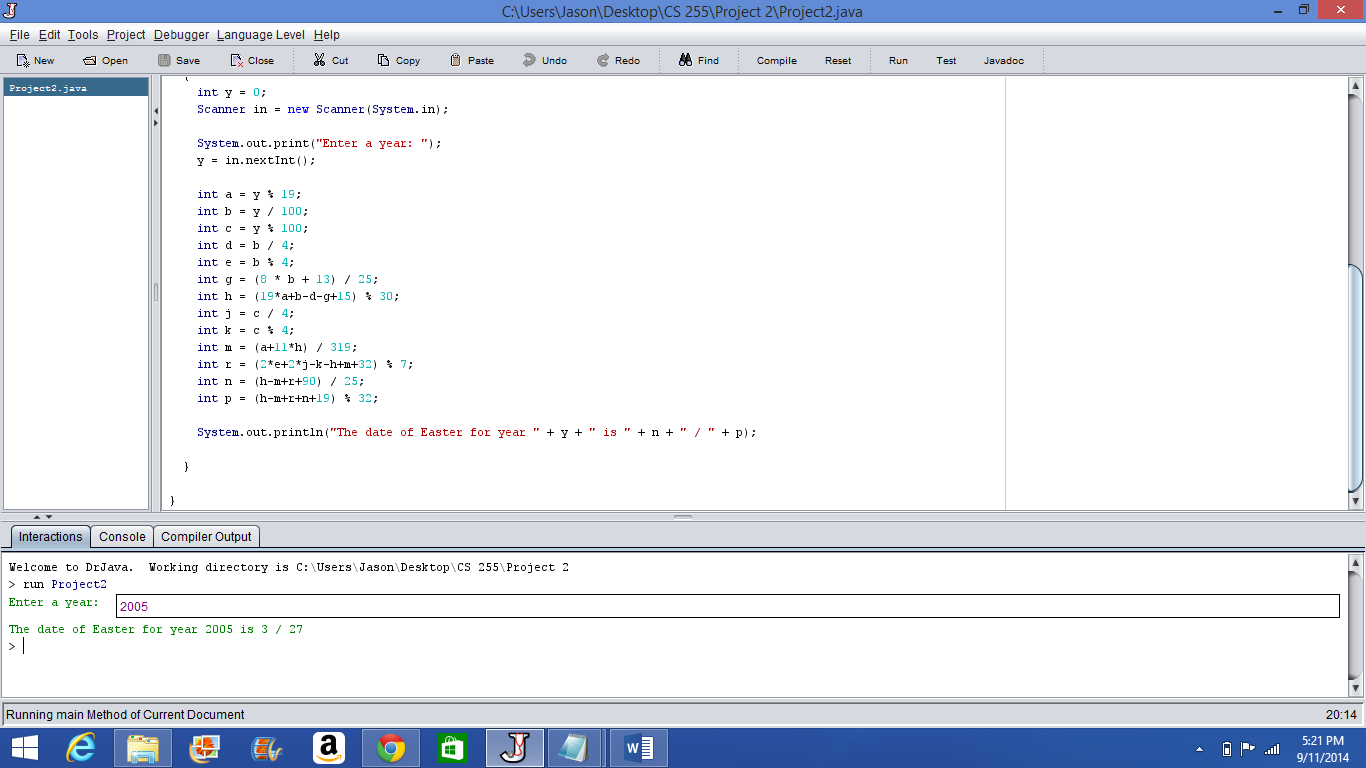 C:\Users\Jason\Desktop\CS 255\Project 2\Project2.java
File Edit Tools Project Debugger Language Level Help
New Open Save Close Cut Copy Paste Undo Redo Find Compile Reset Run Test Javadoc
Project2.java
{
int y = 0;
Scanner in = new Scanner(System.in);
System.out.print("Enter a year: ");
y = in.nextInt();
int a = y % 19;
int b = y / 100;
int c = y % 100;
int d = b / 4;
int e = b % 4;
int g = (8 * b + 13) / 25;
int h = (19*a+b-d-g+15) % 30;
int j = c / 4;
int k = c % 4;
int m = (a+11*h) / 319;
int r = (2*e+2*j-k-h+m+32) % 7;
int n = (h-m+r+90) / 25;
int p = (h-m+r+n+19) % 32;
System.out.println("The date of Easter for year " + y + " is " + n + " / " + p);
}
}
Interactions Console Compiler Output
Welcome to DrJava.  Working directory is C:\Users\Jason\Desktop\CS 255\Project 2
> run Project2
Enter a year: 2005
The date of Easter for year 2005 is 3 / 27
>
Running main Method of Current Document 20:14
5:21 PM
9/11/2014